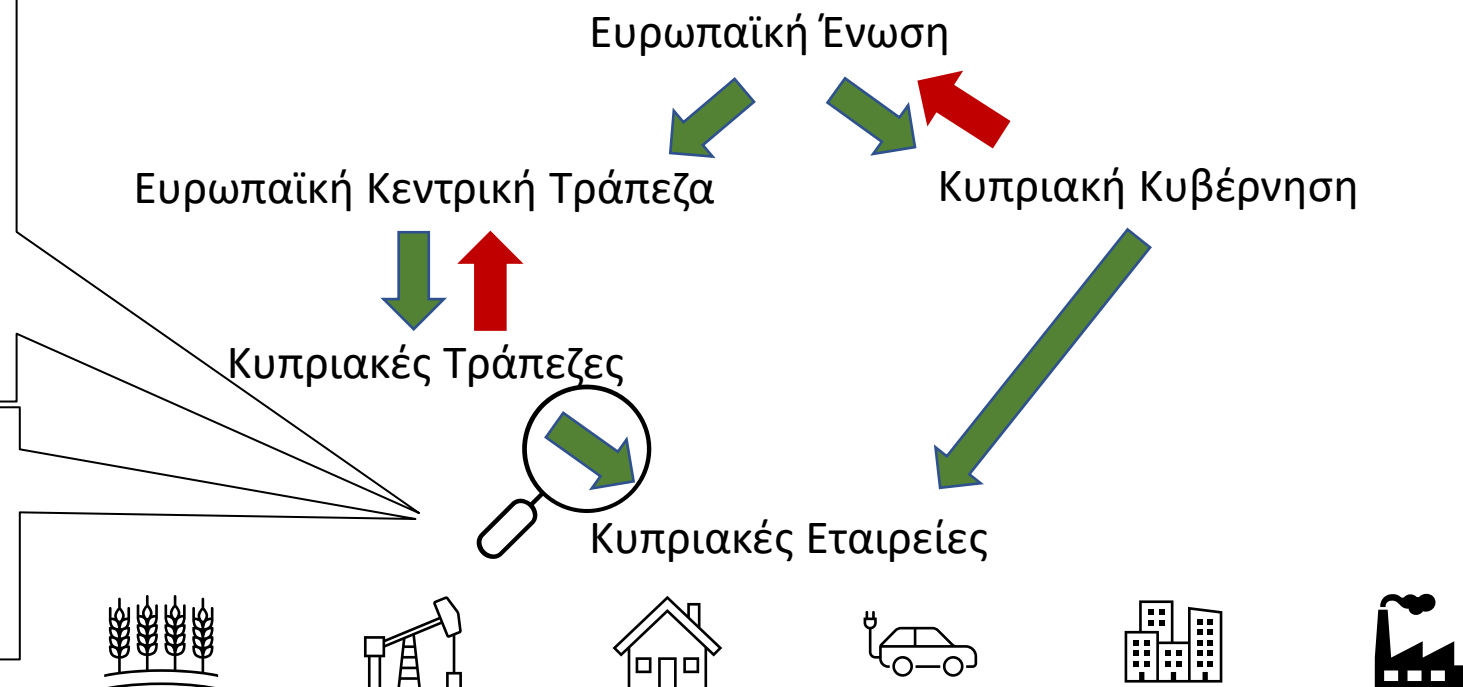 Ευρωπαϊκή Ένωση
Ευρωπαϊκή Κεντρική Τράπεζα
Κυπριακή Κυβέρνηση
Κυπριακές Τράπεζες
Κυπριακές Εταιρείες